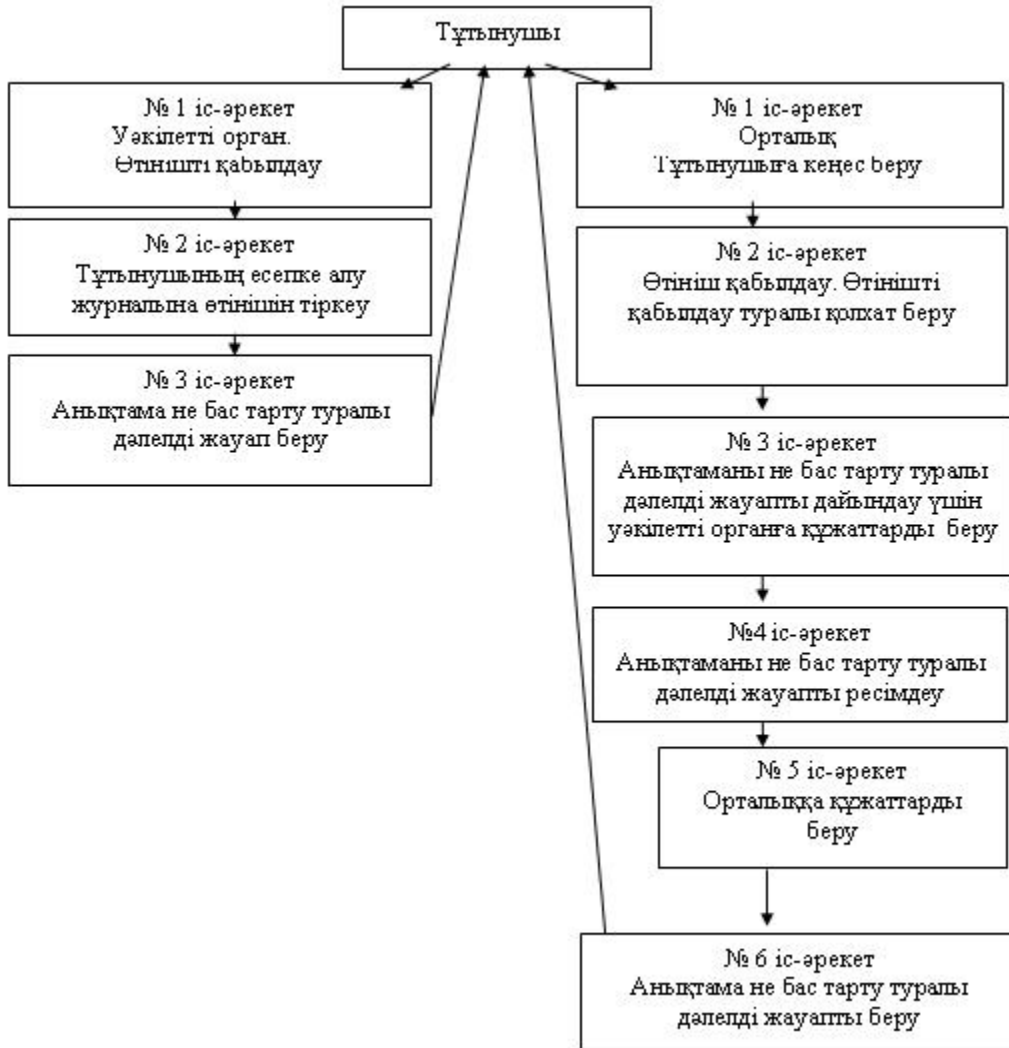 Тұтынушы
№ 1 іс-әрекет
Уәкілетті орган.
Өтінішті қабылдау
№ 2 іс-әрекет
Тұтынушының есепке алу
журналына өтінішін тіркеу
№ 3 іс-әрекет
Анықтама не бас тарту туралы
дәлелді жауап беру
№ 1 іс-әрекет
Орталық
Тұтынушыға кеңес беру
№ 2 іс-әрекет
Өтініш қабылдау. Өтінішті
қабылдау туралы қолхат беру
№ 3 іс-әрекет
Анықтаманы не бас тарту туралы
дәлелді жауапты дайындау үшін
уәкілетті органға құжаттарды беру
№4 іс-әрекет
Анықтаманы не бас тарту туралы
дәлелді жауапты ресімдеу
№ 5 іс-әрекет
Орталыққа құжаттарды
беру
№ 6 іс-әрекет
Анықтама не бас тарту туралы
дәлелді жауапты беру